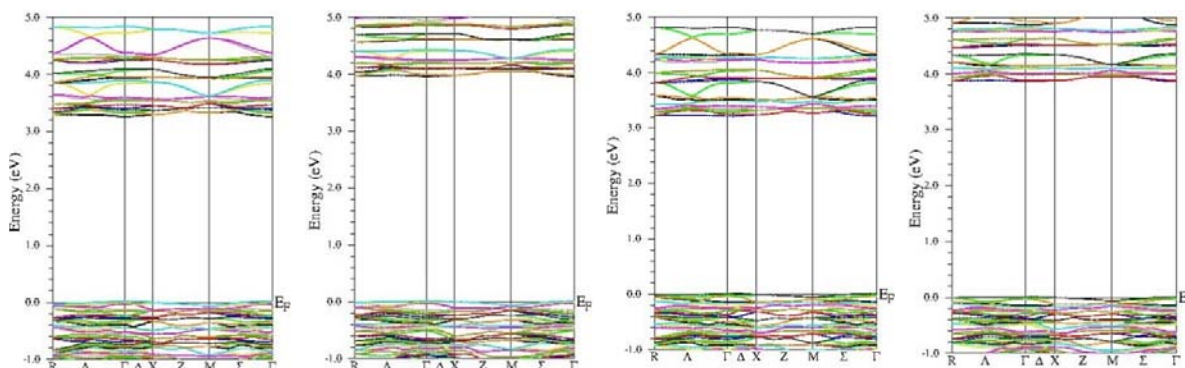 5.0 5.0 5.0 5.0
4.0 4.0 4.0 4.0
3.0 3.0 3.0 3.0
Energy (eV) Energy (eV) Energy (eV) Energy (eV)
2.0 2.0 2.0 2.0
1.0 1.0 1.0 1.0
0.0 E_F 0.0 E_F 0.0 E_F 0.0 E
-1.0 -1.0 -1.0 -1.0
R Λ Γ Δ X Z M Σ Γ R Λ Γ Δ X Z M Σ Γ R Λ Γ Δ X Z M Σ Γ R Λ Γ Δ X Z M Σ Γ